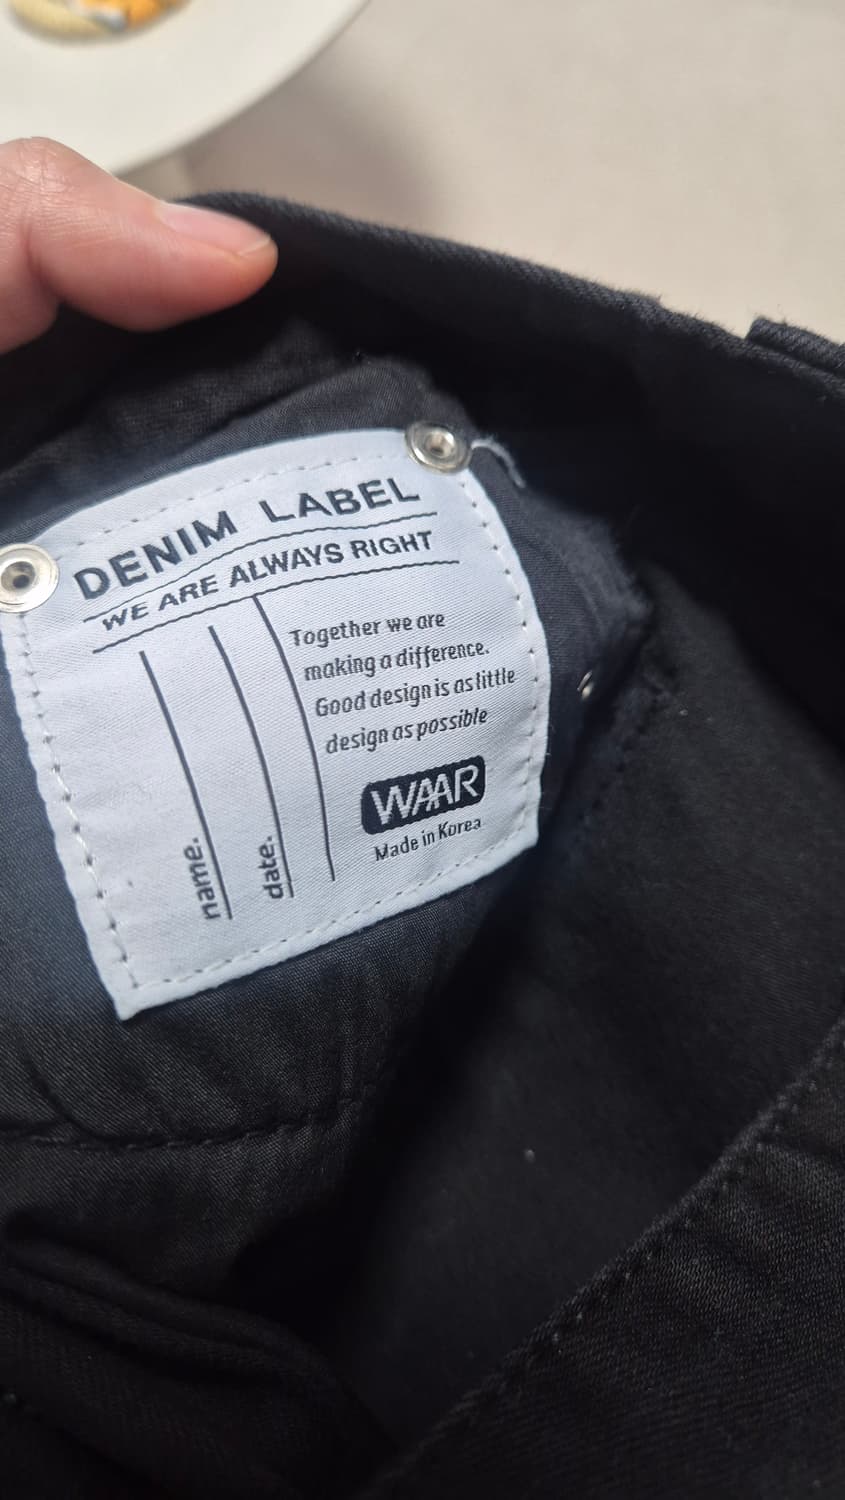 DENIM LABEL
WE ARE ALWAYS RIGHT
Together we are
making a difference.
Good design is as little
design as possible
WAAR
Made in Korea
name.
date.